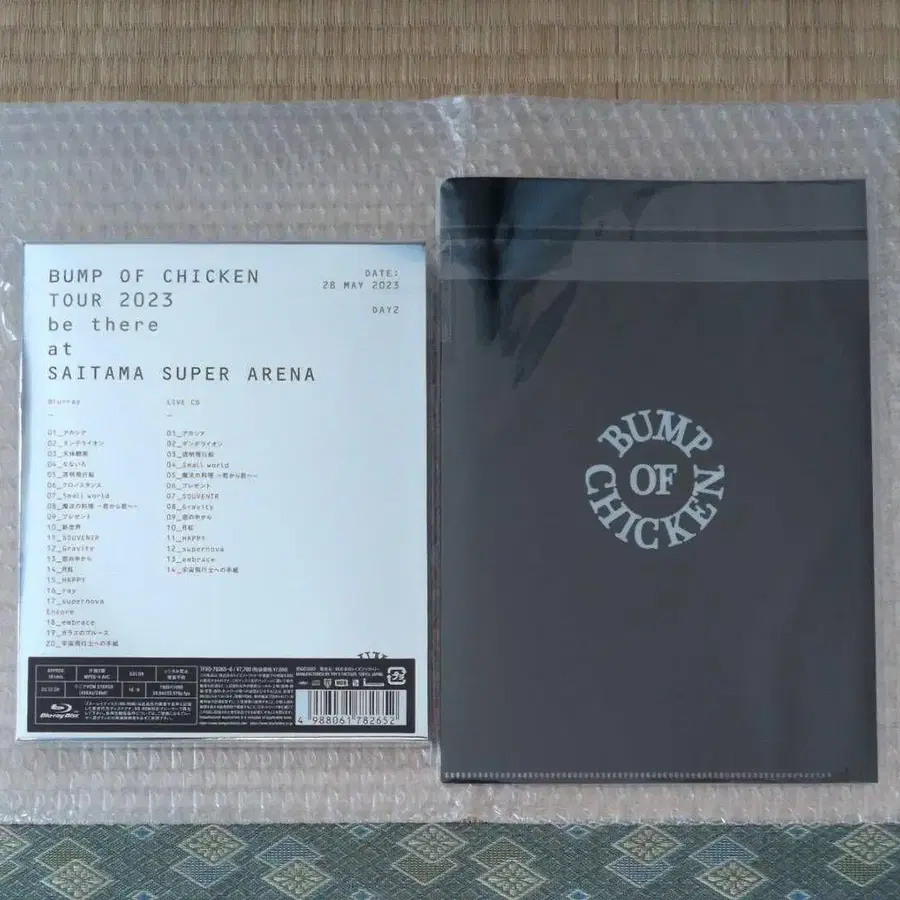 BUMP OF CHICKEN
TOUR 2023
be there
at
SAITAMA SUPER ARENA
DATE:
28 MAY 2023
DAY2
Blu-ray
01_アカシア
02_ダンデライオン
03_天体観測
04_なないろ
05_透明飛行船
06_クロノスタシス
07_Small world
08_魔法の料理 ～君から君へ～
09_プレゼント
10_新世界
11_SOUVENIR
12_Gravity
13_窓の中から
14_月虹
15_HAPPY
16_ray
17_supernova
Encore
18_embrace
19_ガラスのブルース
20_宇宙飛行士への手紙
LIVE CD
01_アカシア
02_ダンデライオン
03_透明飛行船
04_Small world
05_魔法の料理 ～君から君へ～
06_プレゼント
07_SOUVENIR
08_Gravity
09_窓の中から
10_月虹
11_HAPPY
12_supernova
13_embrace
14_宇宙飛行士への手紙
COLOR
16:9
Blu-ray Disc
4 988061 782652
BUMP
OF
CHICKEN